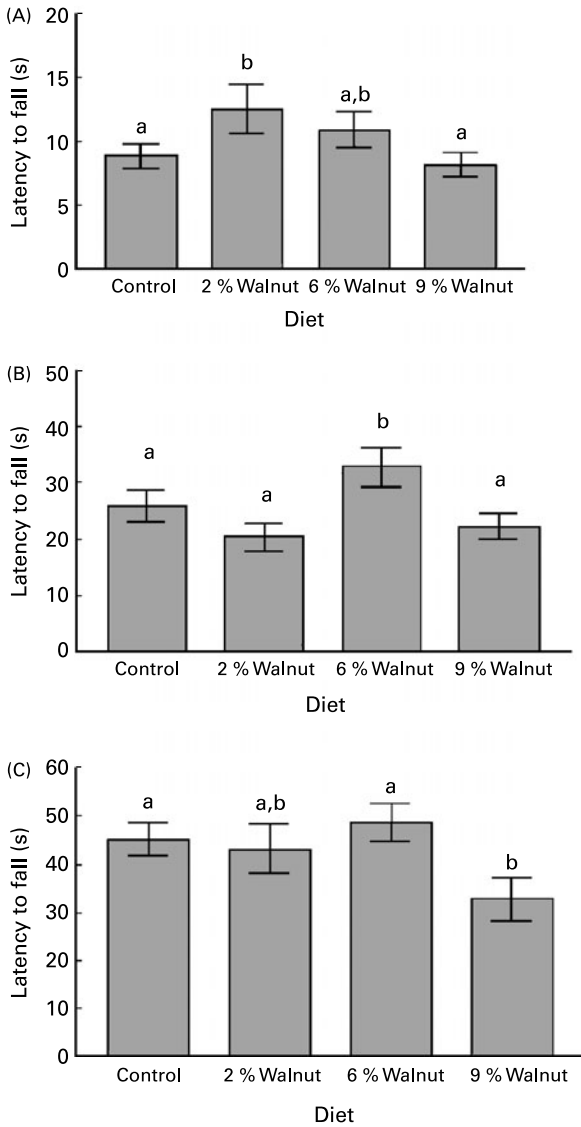 (A)
20
15
10
5
0
Latency to fall (s)
a
b
a,b
a
Control 2 % Walnut 6 % Walnut 9 % Walnut
Diet
(B)
50
40
30
20
10
0
Latency to fall (s)
a
a
b
a
Control 2 % Walnut 6 % Walnut 9 % Walnut
Diet
(C)
60
50
40
30
20
10
0
Latency to fall (s)
a
a,b
a
b
Control 2 % Walnut 6 % Walnut 9 % Walnut
Diet